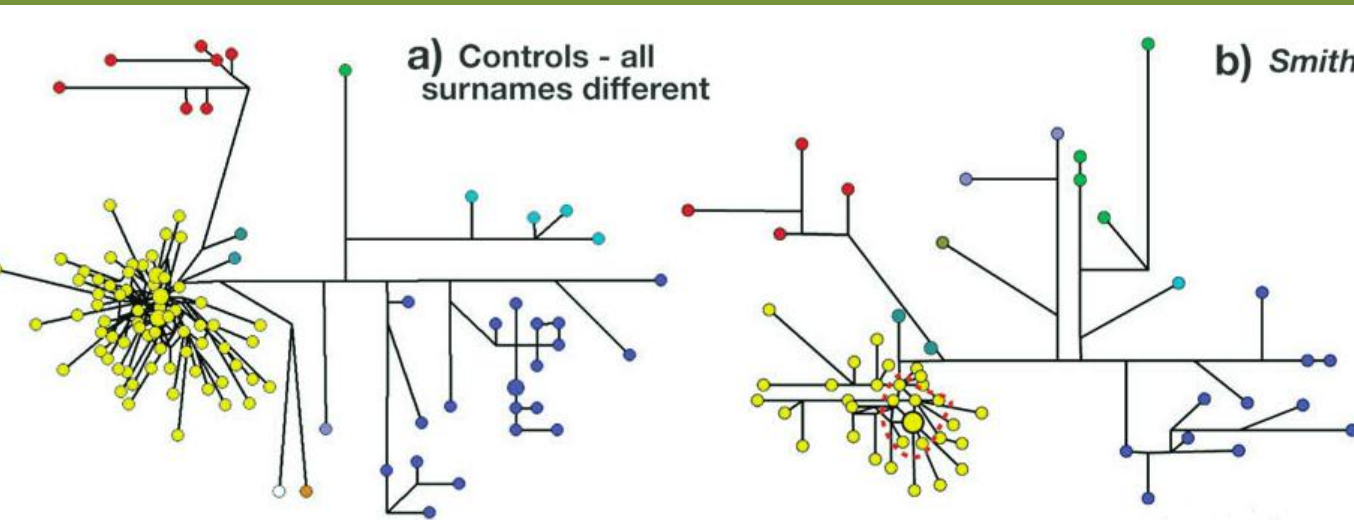 a) Controls - all
surnames different
b) Smith